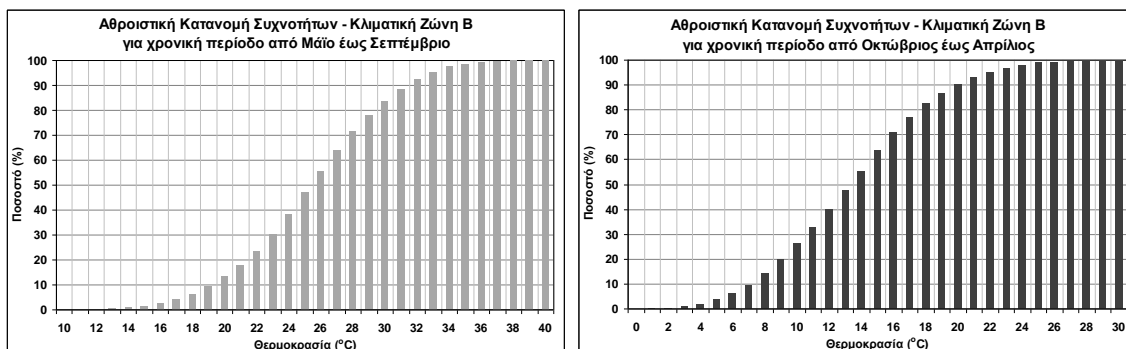 Αθροιστική Κατανομή Συχνοτήτων - Κλιματική Ζώνη Β
για χρονική περίοδο από Μάϊο έως Σεπτέμβριο
100
90
80
70
60
50
40
30
20
10
0
Ποσοστό (%)
10 12 14 16 18 20 22 24 26 28 30 32 34 36 38 40
Θερμοκρασία (°C)
Αθροιστική Κατανομή Συχνοτήτων - Κλιματική Ζώνη Β
για χρονική περίοδο από Οκτώβριος έως Απρίλιος
100
90
80
70
60
50
40
30
20
10
0
Ποσοστό (%)
0 2 4 6 8 10 12 14 16 18 20 22 24 26 28 30
Θερμοκρασία (°C)